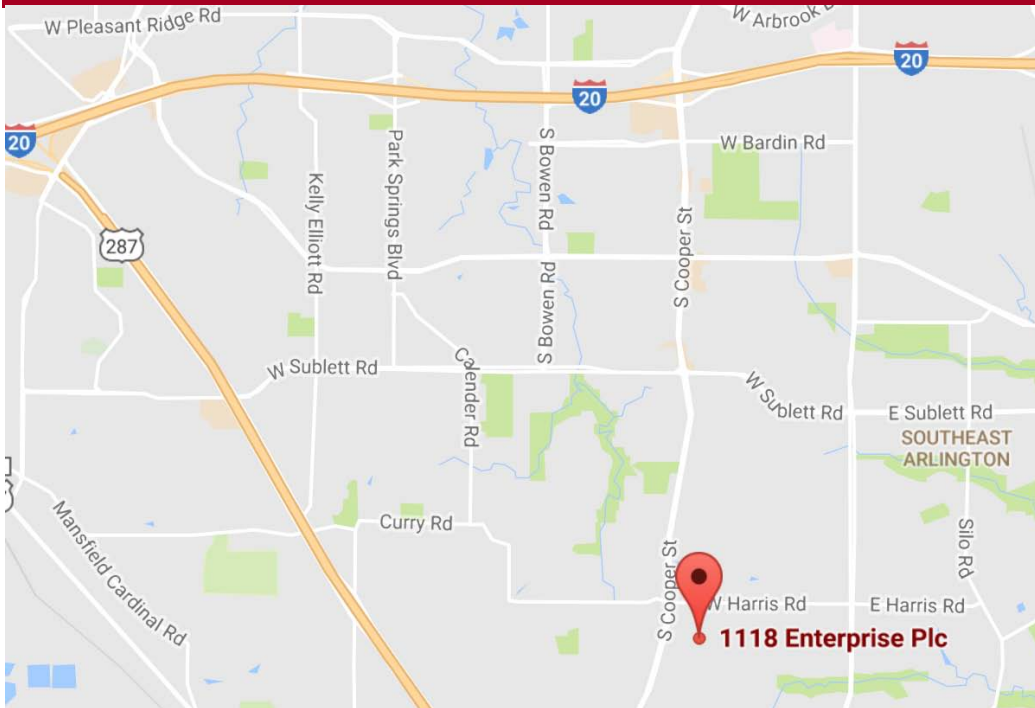 W Pleasant Ridge Rd
W Arbrook
20
20
20
W Bardin Rd
S Bowen Rd
Park Springs Blvd
Kelly Elliott Rd
S Cooper St
287
S Bowen Rd
W Sublett Rd
Calender Rd
W Sublett Rd
E Sublett Rd
SOUTHEAST
ARLINGTON
Mansfield Cardinal Rd
Curry Rd
Silo Rd
S Cooper St
W Harris Rd
E Harris Rd
1118 Enterprise Plc